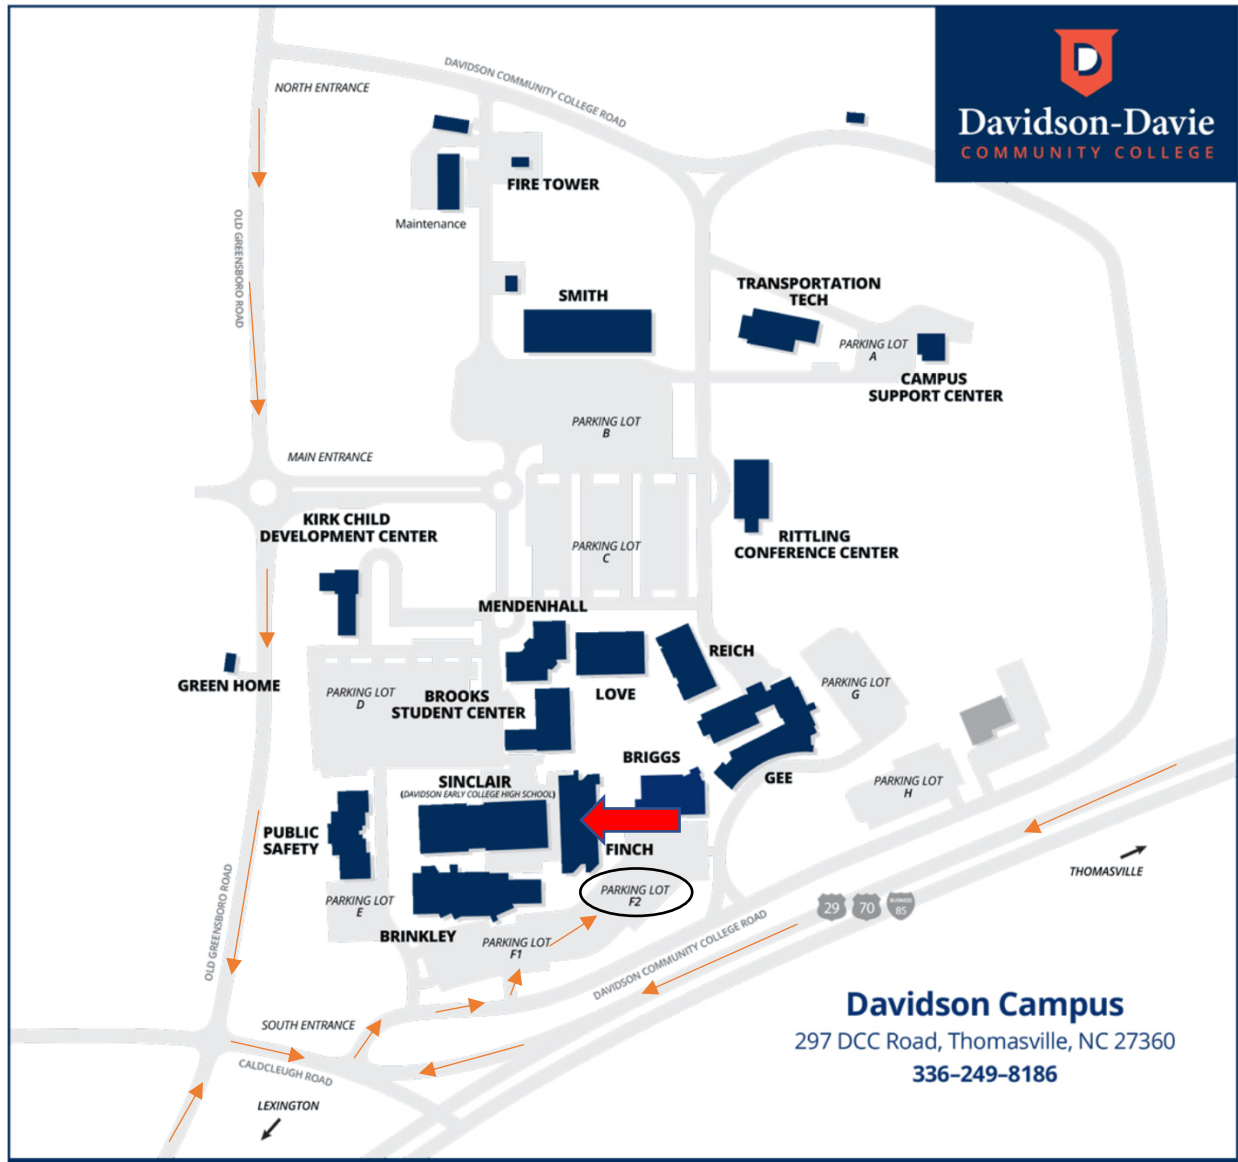 Davidson-Davie
COMMUNITY COLLEGE
DAVIDSON COMMUNITY COLLEGE ROAD
NORTH ENTRANCE
FIRE TOWER
Maintenance
OLD GREENSBORO ROAD
TRANSPORTATION
TECH
SMITH
PARKING LOT
A
CAMPUS
SUPPORT CENTER
PARKING LOT
B
MAIN ENTRANCE
KIRK CHILD
DEVELOPMENT CENTER
RITTLING
CONFERENCE CENTER
PARKING LOT
C
MENDENHALL
REICH
GREEN HOME
PARKING LOT
D
BROOKS
STUDENT CENTER
LOVE
PARKING LOT
G
BRIGGS
GEE
SINCLAIR
(DAVIDSON EARLY COLLEGE HIGH SCHOOL)
PARKING LOT
H
PUBLIC
SAFETY
FINCH
THOMASVILLE
PARKING LOT
E
PARKING LOT
F2
29
70
BUSINESS
85
OLD GREENSBORO ROAD
BRINKLEY
PARKING LOT
F1
DAVIDSON COMMUNITY COLLEGE ROAD
Davidson Campus
297 DCC Road, Thomasville, NC 27360
336-249-8186
SOUTH ENTRANCE
CALDCLEUGH ROAD
LEXINGTON